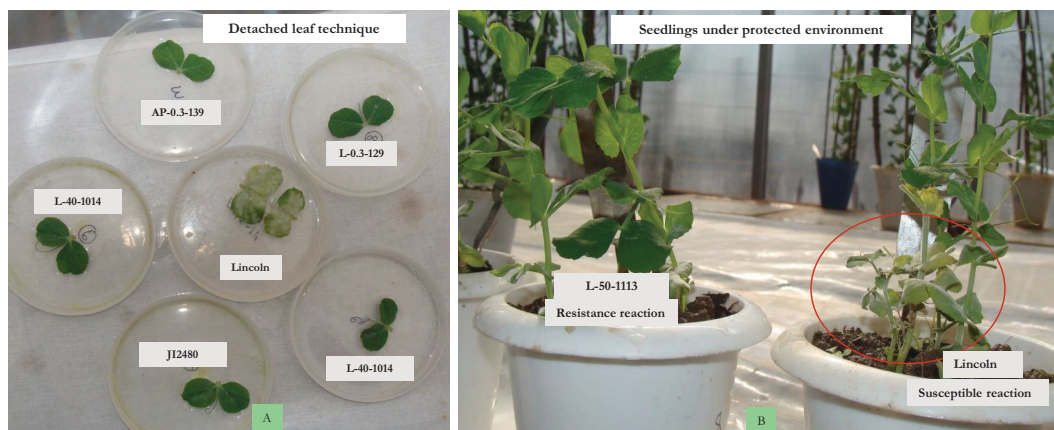 Detached leaf technique
AP-0.3-139
L-0.3-129
L-40-1014
Lincoln
JI2480
L-40-1014
A
Seedlings under protected environment
L-50-1113
Resistance reaction
Lincoln
Susceptible reaction
B